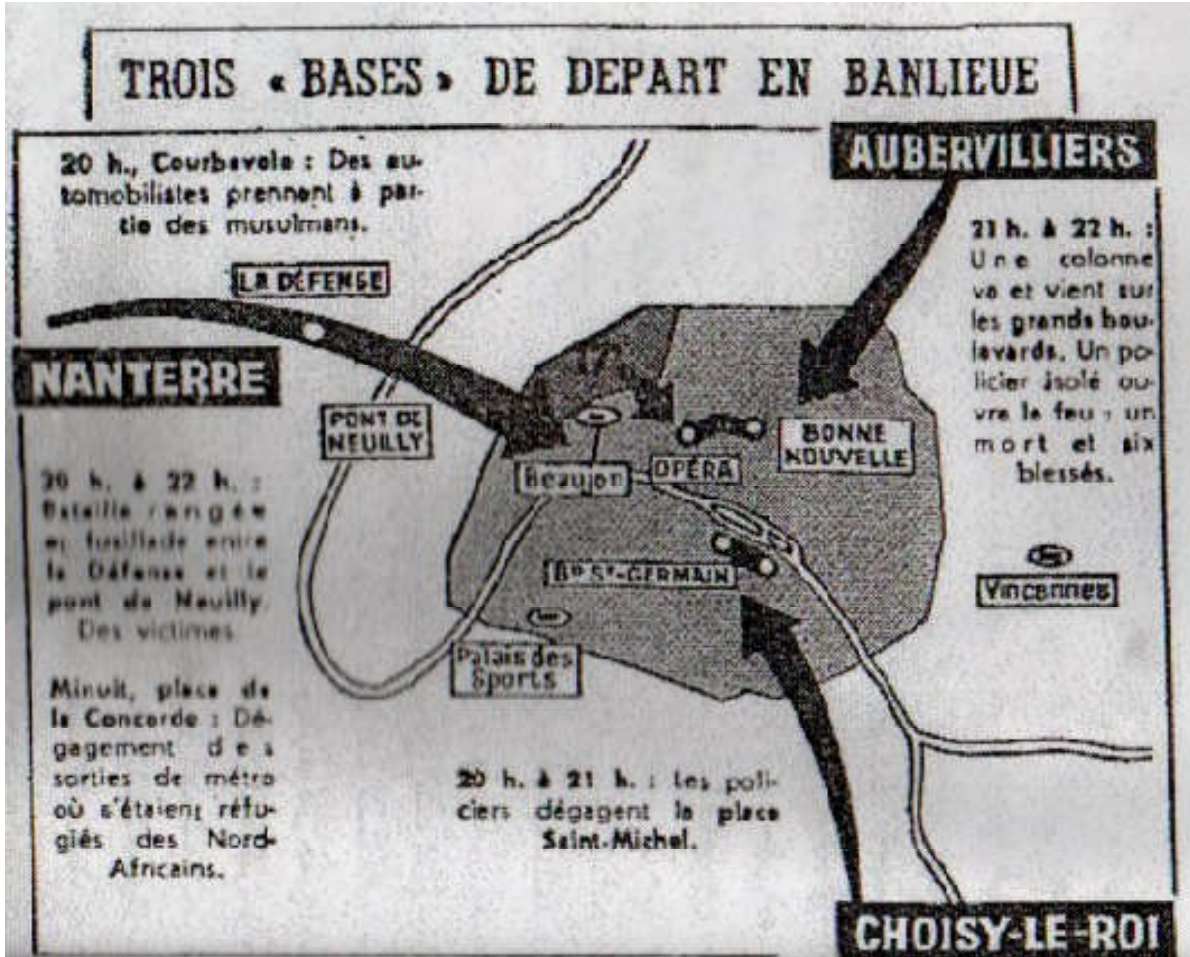 TROIS « BASES » DE DEPART EN BANLIEUE
AUBERVILLIERS
20 h., Courbevoie : Des au-
tomobilistes prennent à par-
tie des musulmans.
LA DÉFENSE
21 h. à 22 h. :
Une colonne
va et vient sur
les grands bou-
levards. Un po-
licier isolé ou-
vre le feu : un
mort et six
blessés.
NANTERRE
PONT DE
NEUILLY
Beaujon
OPÉRA
BONNE
NOUVELLE
20 h. à 22 h. :
Bataille rangée
et fusillade entre
la Défense et le
pont de Neuilly.
Des victimes.
Bd St-GERMAIN
Vincennes
Palais des
Sports
Minuit, place de
la Concorde : Dé-
gagement des
sorties de métro
où s'étaient réfu-
giés des Nord-
Africains.
20 h. à 21 h. : Les poli-
ciers dégagent la place
Saint-Michel.
CHOISY-LE-ROI